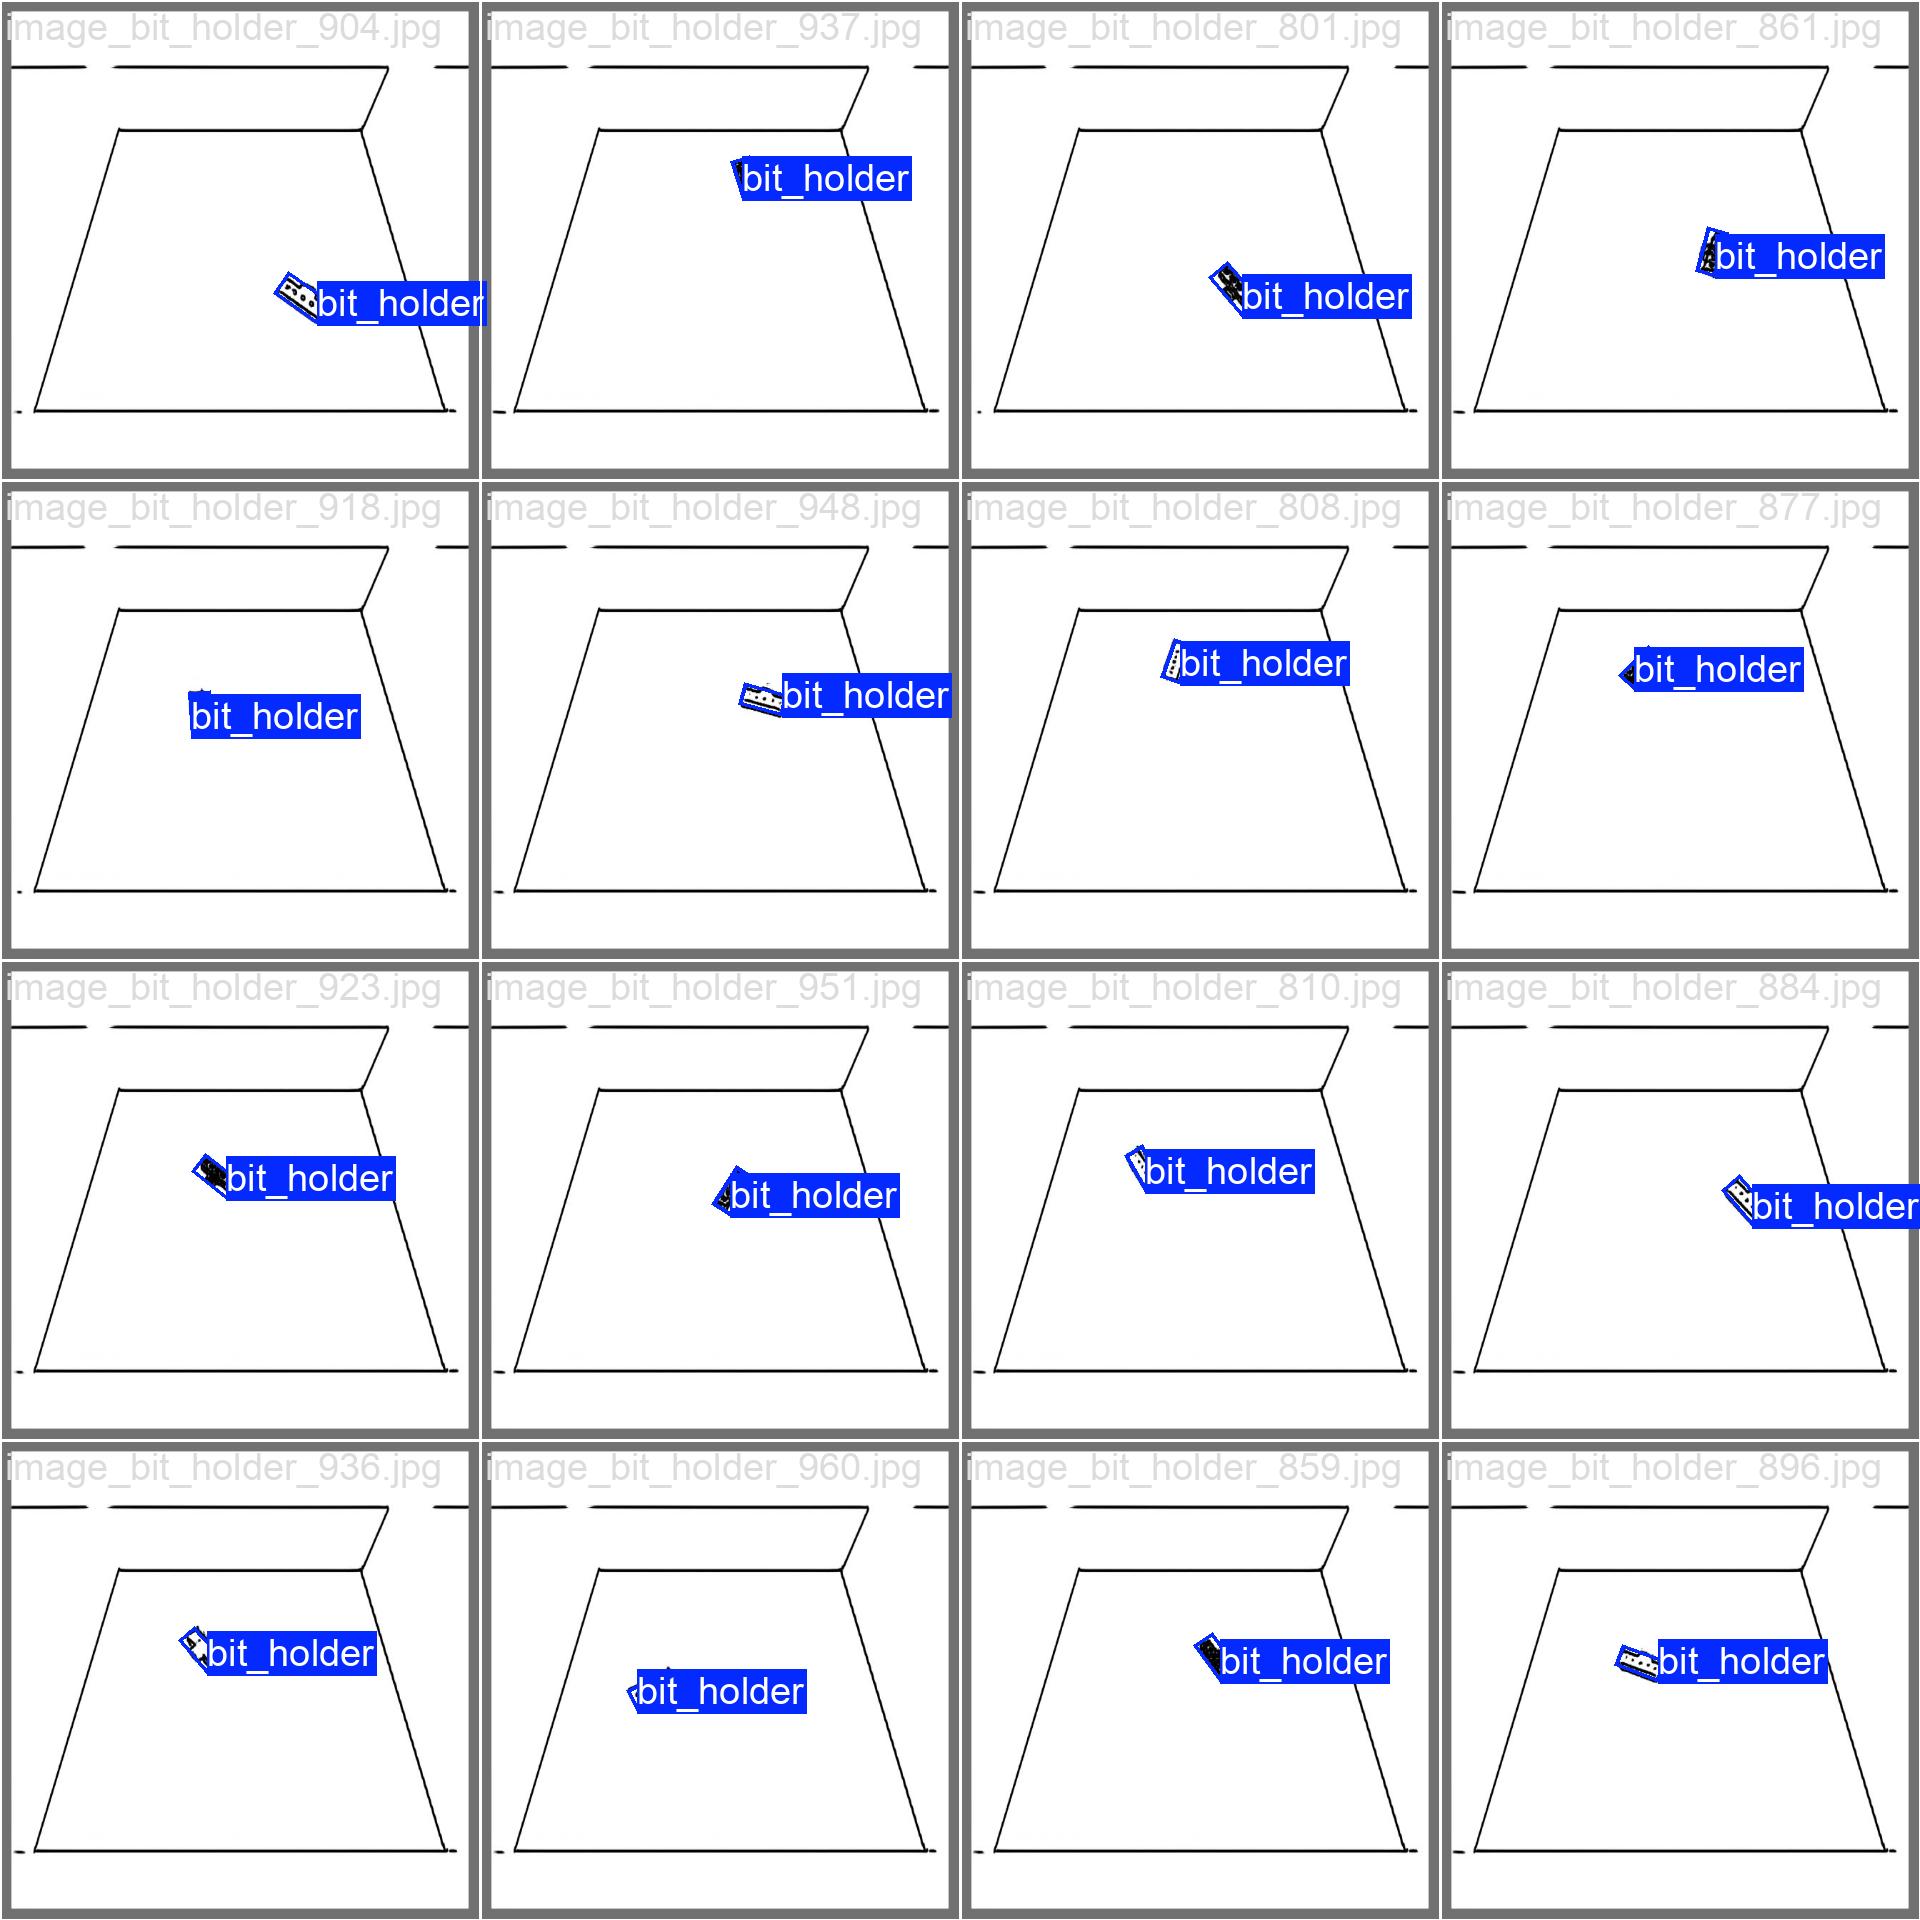 image_bit_holder_904.jpg
image_bit_holder_937.jpg
image_bit_holder_801.jpg
image_bit_holder_861.jpg
bit_holder
bit_holder
bit_holder
bit_holder
image_bit_holder_918.jpg
image_bit_holder_948.jpg
image_bit_holder_808.jpg
image_bit_holder_877.jpg
bit_holder
bit_holder
bit_holder
bit_holder
image_bit_holder_923.jpg
image_bit_holder_951.jpg
image_bit_holder_810.jpg
image_bit_holder_884.jpg
bit_holder
bit_holder
bit_holder
bit_holder
image_bit_holder_936.jpg
image_bit_holder_960.jpg
image_bit_holder_859.jpg
image_bit_holder_896.jpg
bit_holder
bit_holder
bit_holder
bit_holder